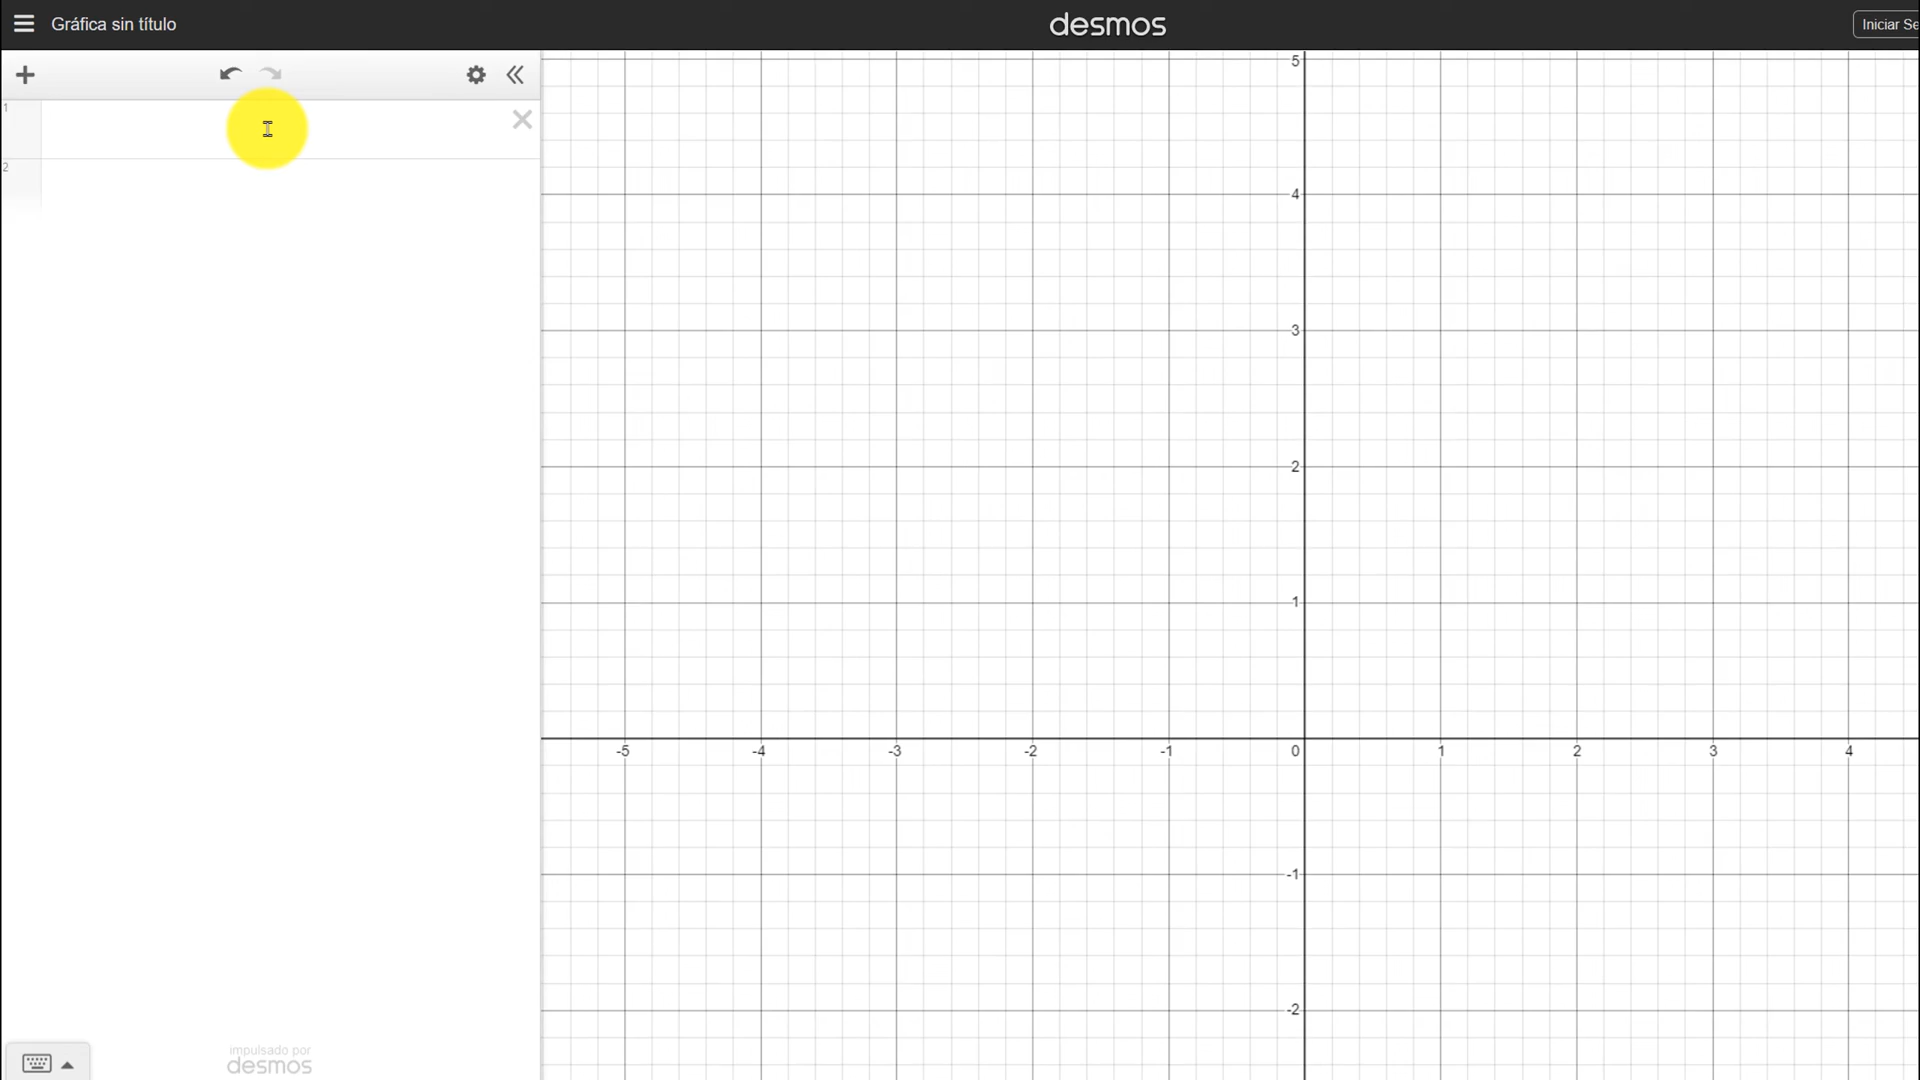 Gráfica sin título
desmos
Iniciar Se
1
2
5
4
3
2
1
-5 -4 -3 -2 -1 0 1 2 3 4
-1
-2
impulsado por
desmos